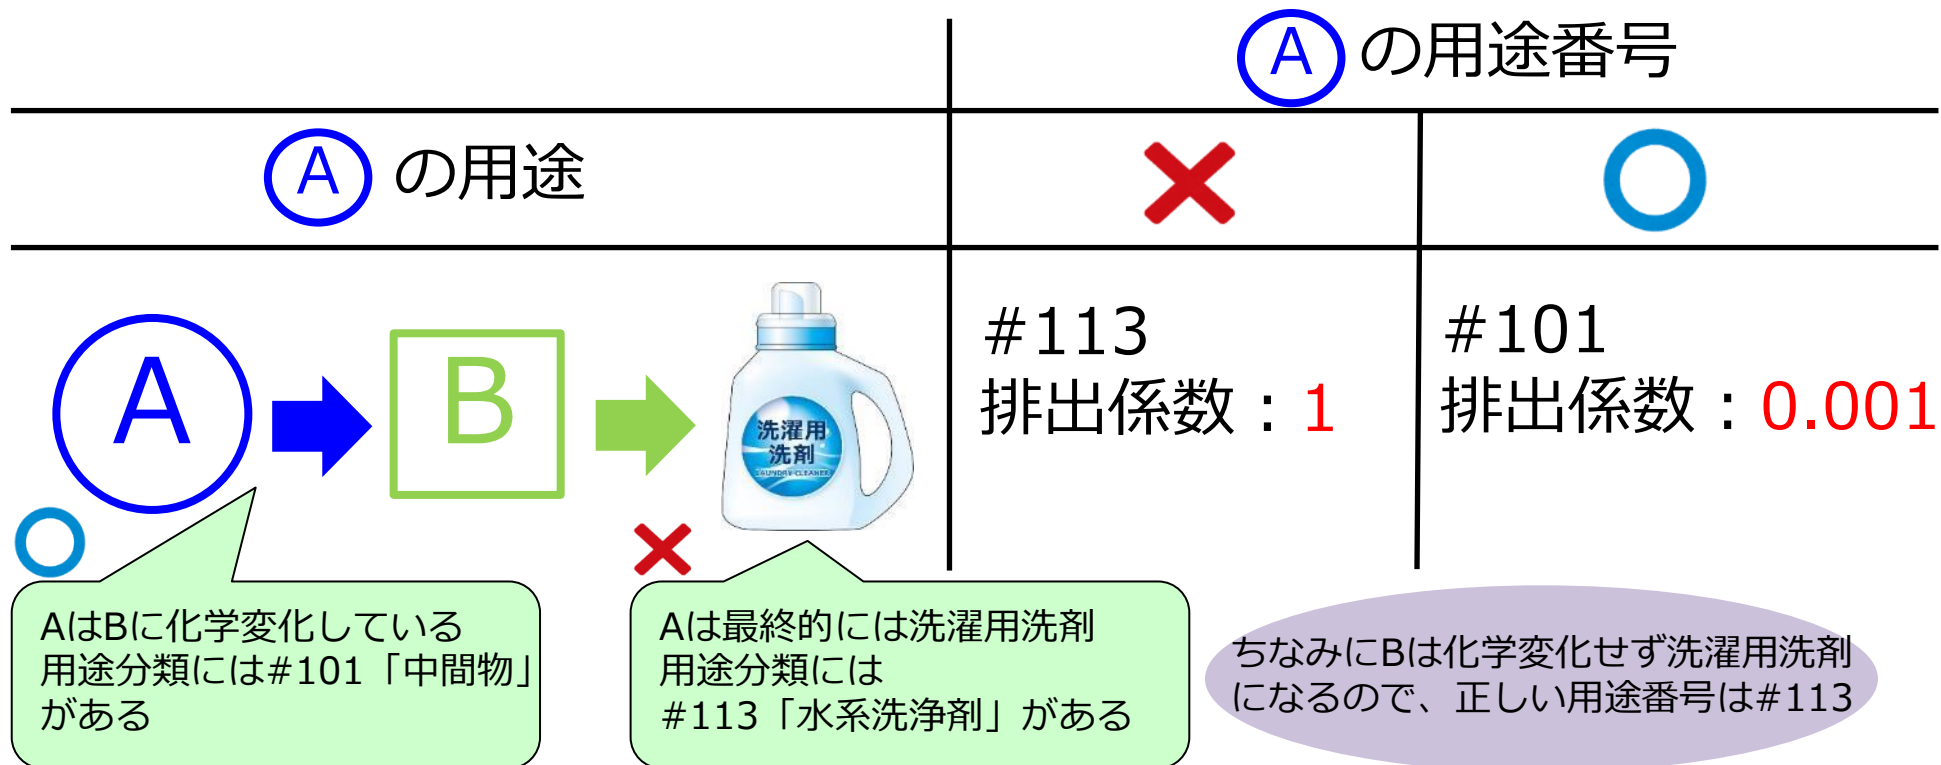 Aの用途番号
Aの用途
A
B
洗濯用
洗剤
LAUNDRY CLEANER
#113
排出係数：1
#101
排出係数：0.001
AはBに化学変化している
用途分類には#101「中間物」
がある
Aは最終的には洗濯用洗剤
用途分類には
#113「水系洗浄剤」がある
ちなみにBは化学変化せず洗濯用洗剤
になるので、正しい用途番号は#113